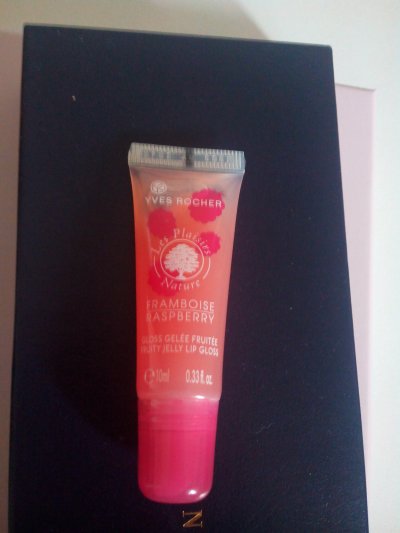 YVES ROCHER
Les Plaisirs
Nature
FRAMBOISE
RASPBERRY
GLOSS GELÉE FRUITÉE
FRUITY JELLY LIP GLOSS
℮10ml 0.33 fl. oz.
N